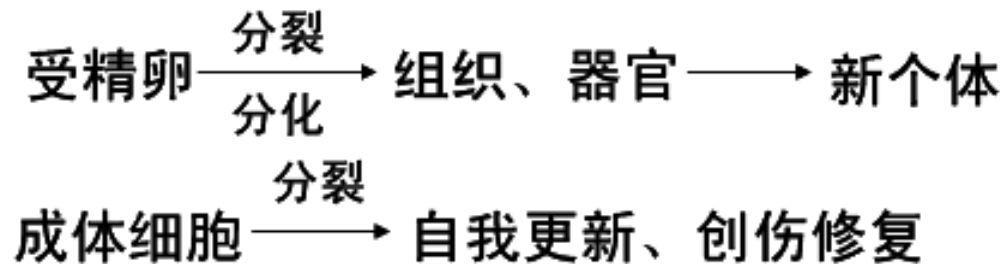 分裂
受精卵 → 组织、器官 → 新个体
分化
分裂
成体细胞 → 自我更新、创伤修复